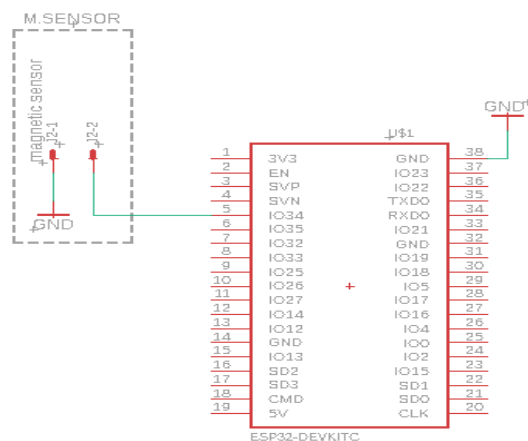 M.SENSOR
magnetic sensor
J2-1
J2-2
GND
GND
U$1
1 3V3 GND 38
2 EN IO23 37
3 SVP IO22 36
4 SVN TXD0 35
5 IO34 RXD0 34
6 IO35 IO21 33
7 IO32 GND 32
8 IO33 IO19 31
9 IO25 IO18 30
10 IO26 IO5 29
11 IO27 IO17 28
12 IO14 IO16 27
13 IO12 IO4 26
14 GND IO0 25
15 IO13 IO2 24
16 SD2 IO15 23
17 SD3 SD1 22
18 CMD SD0 21
19 5V CLK 20
ESP32-DEVKITC